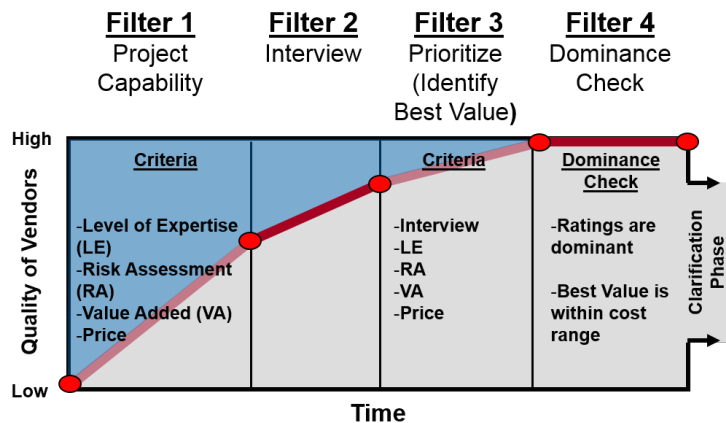 Filter 1
Project
Capability
Filter 2
Interview
Filter 3
Prioritize
(Identify
Best Value)
Filter 4
Dominance
Check
High
Low
Quality of Vendors
Criteria
-Level of Expertise
(LE)
-Risk Assessment
(RA)
-Value Added (VA)
-Price
Criteria
-Interview
-LE
-RA
-VA
-Price
Dominance
Check
-Ratings are
dominant
-Best Value is
within cost
range
Clarification
Phase
Time